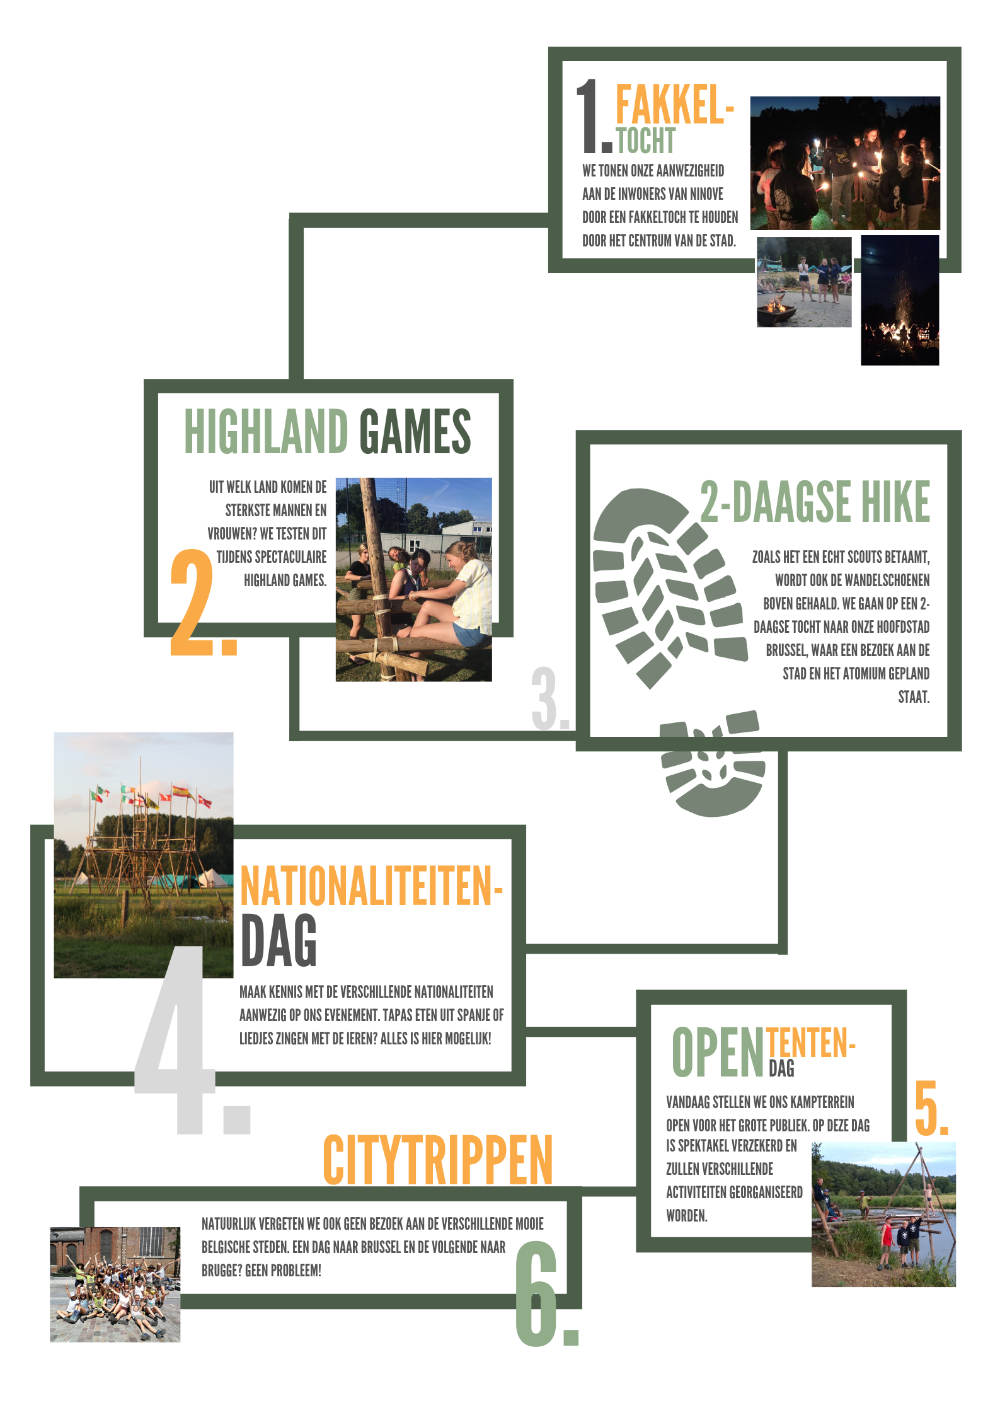 1.
FAKKEL-
TOCHT
WE TONEN ONZE AANWEZIGHEID
AAN DE INWONERS VAN NINOVE
DOOR EEN FAKKELTOCH TE HOUDEN
DOOR HET CENTRUM VAN DE STAD.
HIGHLAND GAMES
UIT WELK LAND KOMEN DE
STERKSTE MANNEN EN
VROUWEN? WE TESTEN DIT
TIJDENS SPECTACULAIRE
HIGHLAND GAMES.
2.
2-DAAGSE HIKE
ZOALS HET EEN ECHT SCOUTS BETAAMT,
WORDT OOK DE WANDELSCHOENEN
BOVEN GEHAALD. WE GAAN OP EEN 2-
DAAGSE TOCHT NAAR ONZE HOOFDSTAD
BRUSSEL, WAAR EEN BEZOEK AAN DE
STAD EN HET ATOMIUM GEPLAND
STAAT.
3.
NATIONALITEITEN-
DAG
MAAK KENNIS MET DE VERSCHILLENDE NATIONALITEITEN
AANWEZIG OP ONS EVENEMENT. TAPAS ETEN UIT SPANJE OF
LIEDJES ZINGEN MET DE IEREN? ALLES IS HIER MOGELIJK!
4.
OPENTENTEN-
DAG
VANDAAG STELLEN WE ONS KAMPTERREIN
OPEN VOOR HET GROTE PUBLIEK. OP DEZE DAG
IS SPEKTAKEL VERZEKERD EN
ZULLEN VERSCHILLENDE
ACTIVITEITEN GEORGANISEERD
WORDEN.
5.
CITYTRIPPEN
NATUURLIJK VERGETEN WE OOK GEEN BEZOEK AAN DE VERSCHILLENDE MOOIE
BELGISCHE STEDEN. EEN DAG NAAR BRUSSEL EN DE VOLGENDE NAAR
BRUGGE? GEEN PROBLEEM!
6.